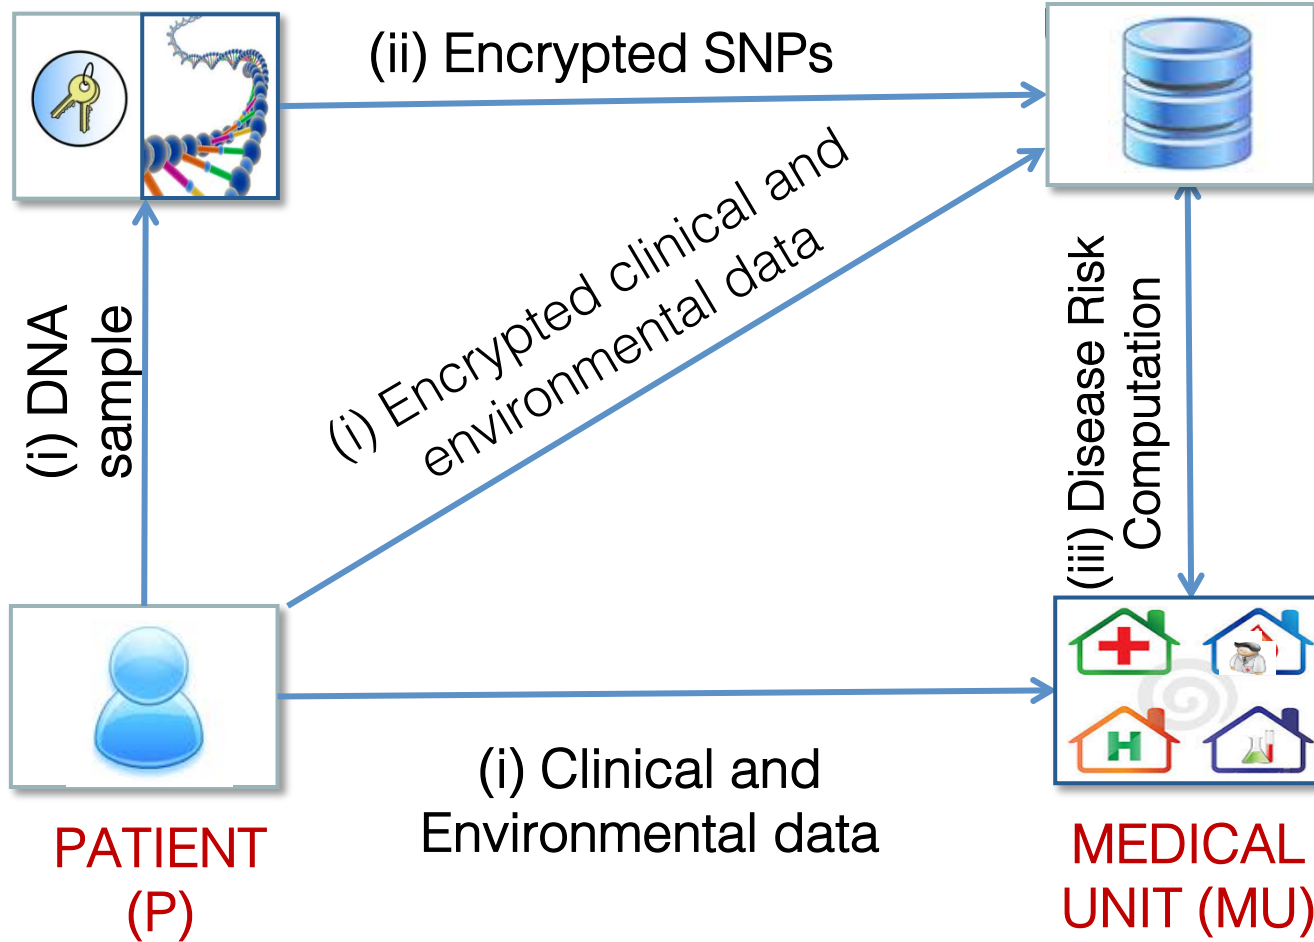 (ii) Encrypted SNPs
(i) DNA
sample
(i) Encrypted clinical and
environmental data
(iii) Disease Risk
Computation
H
(i) Clinical and
Environmental data
PATIENT
(P)
MEDICAL
UNIT (MU)